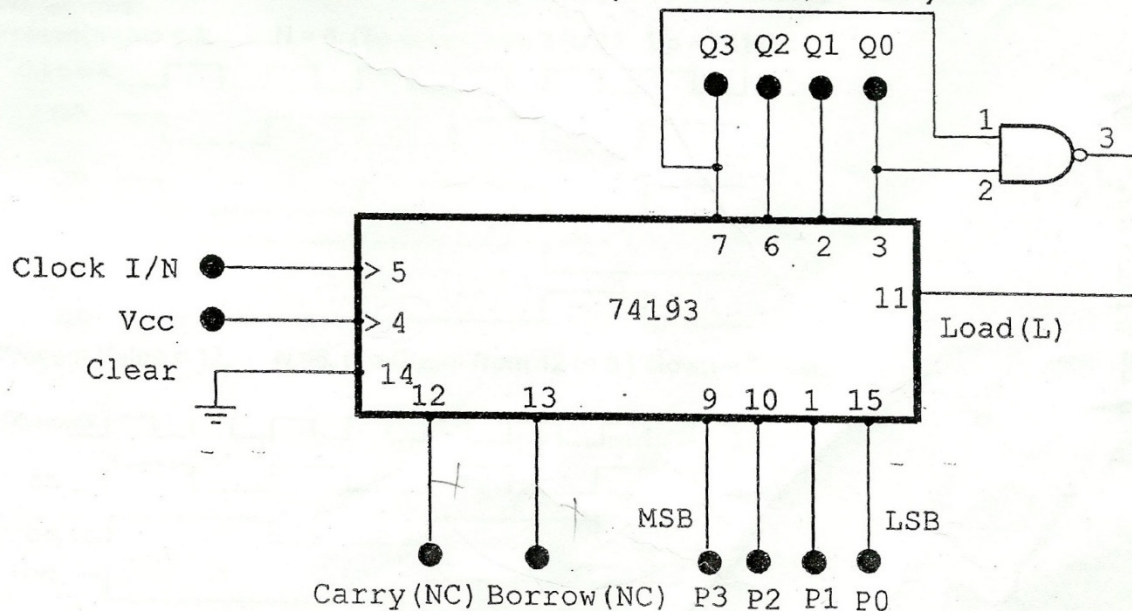 Q3 Q2 Q1 Q0
1
3
2
7 6 2 3
Clock I/N
5
11
74193
Vcc
4
Load(L)
Clear
14
12 13 9 10 1 15
MSB
LSB
Carry(NC) Borrow(NC) P3 P2 P1 P0